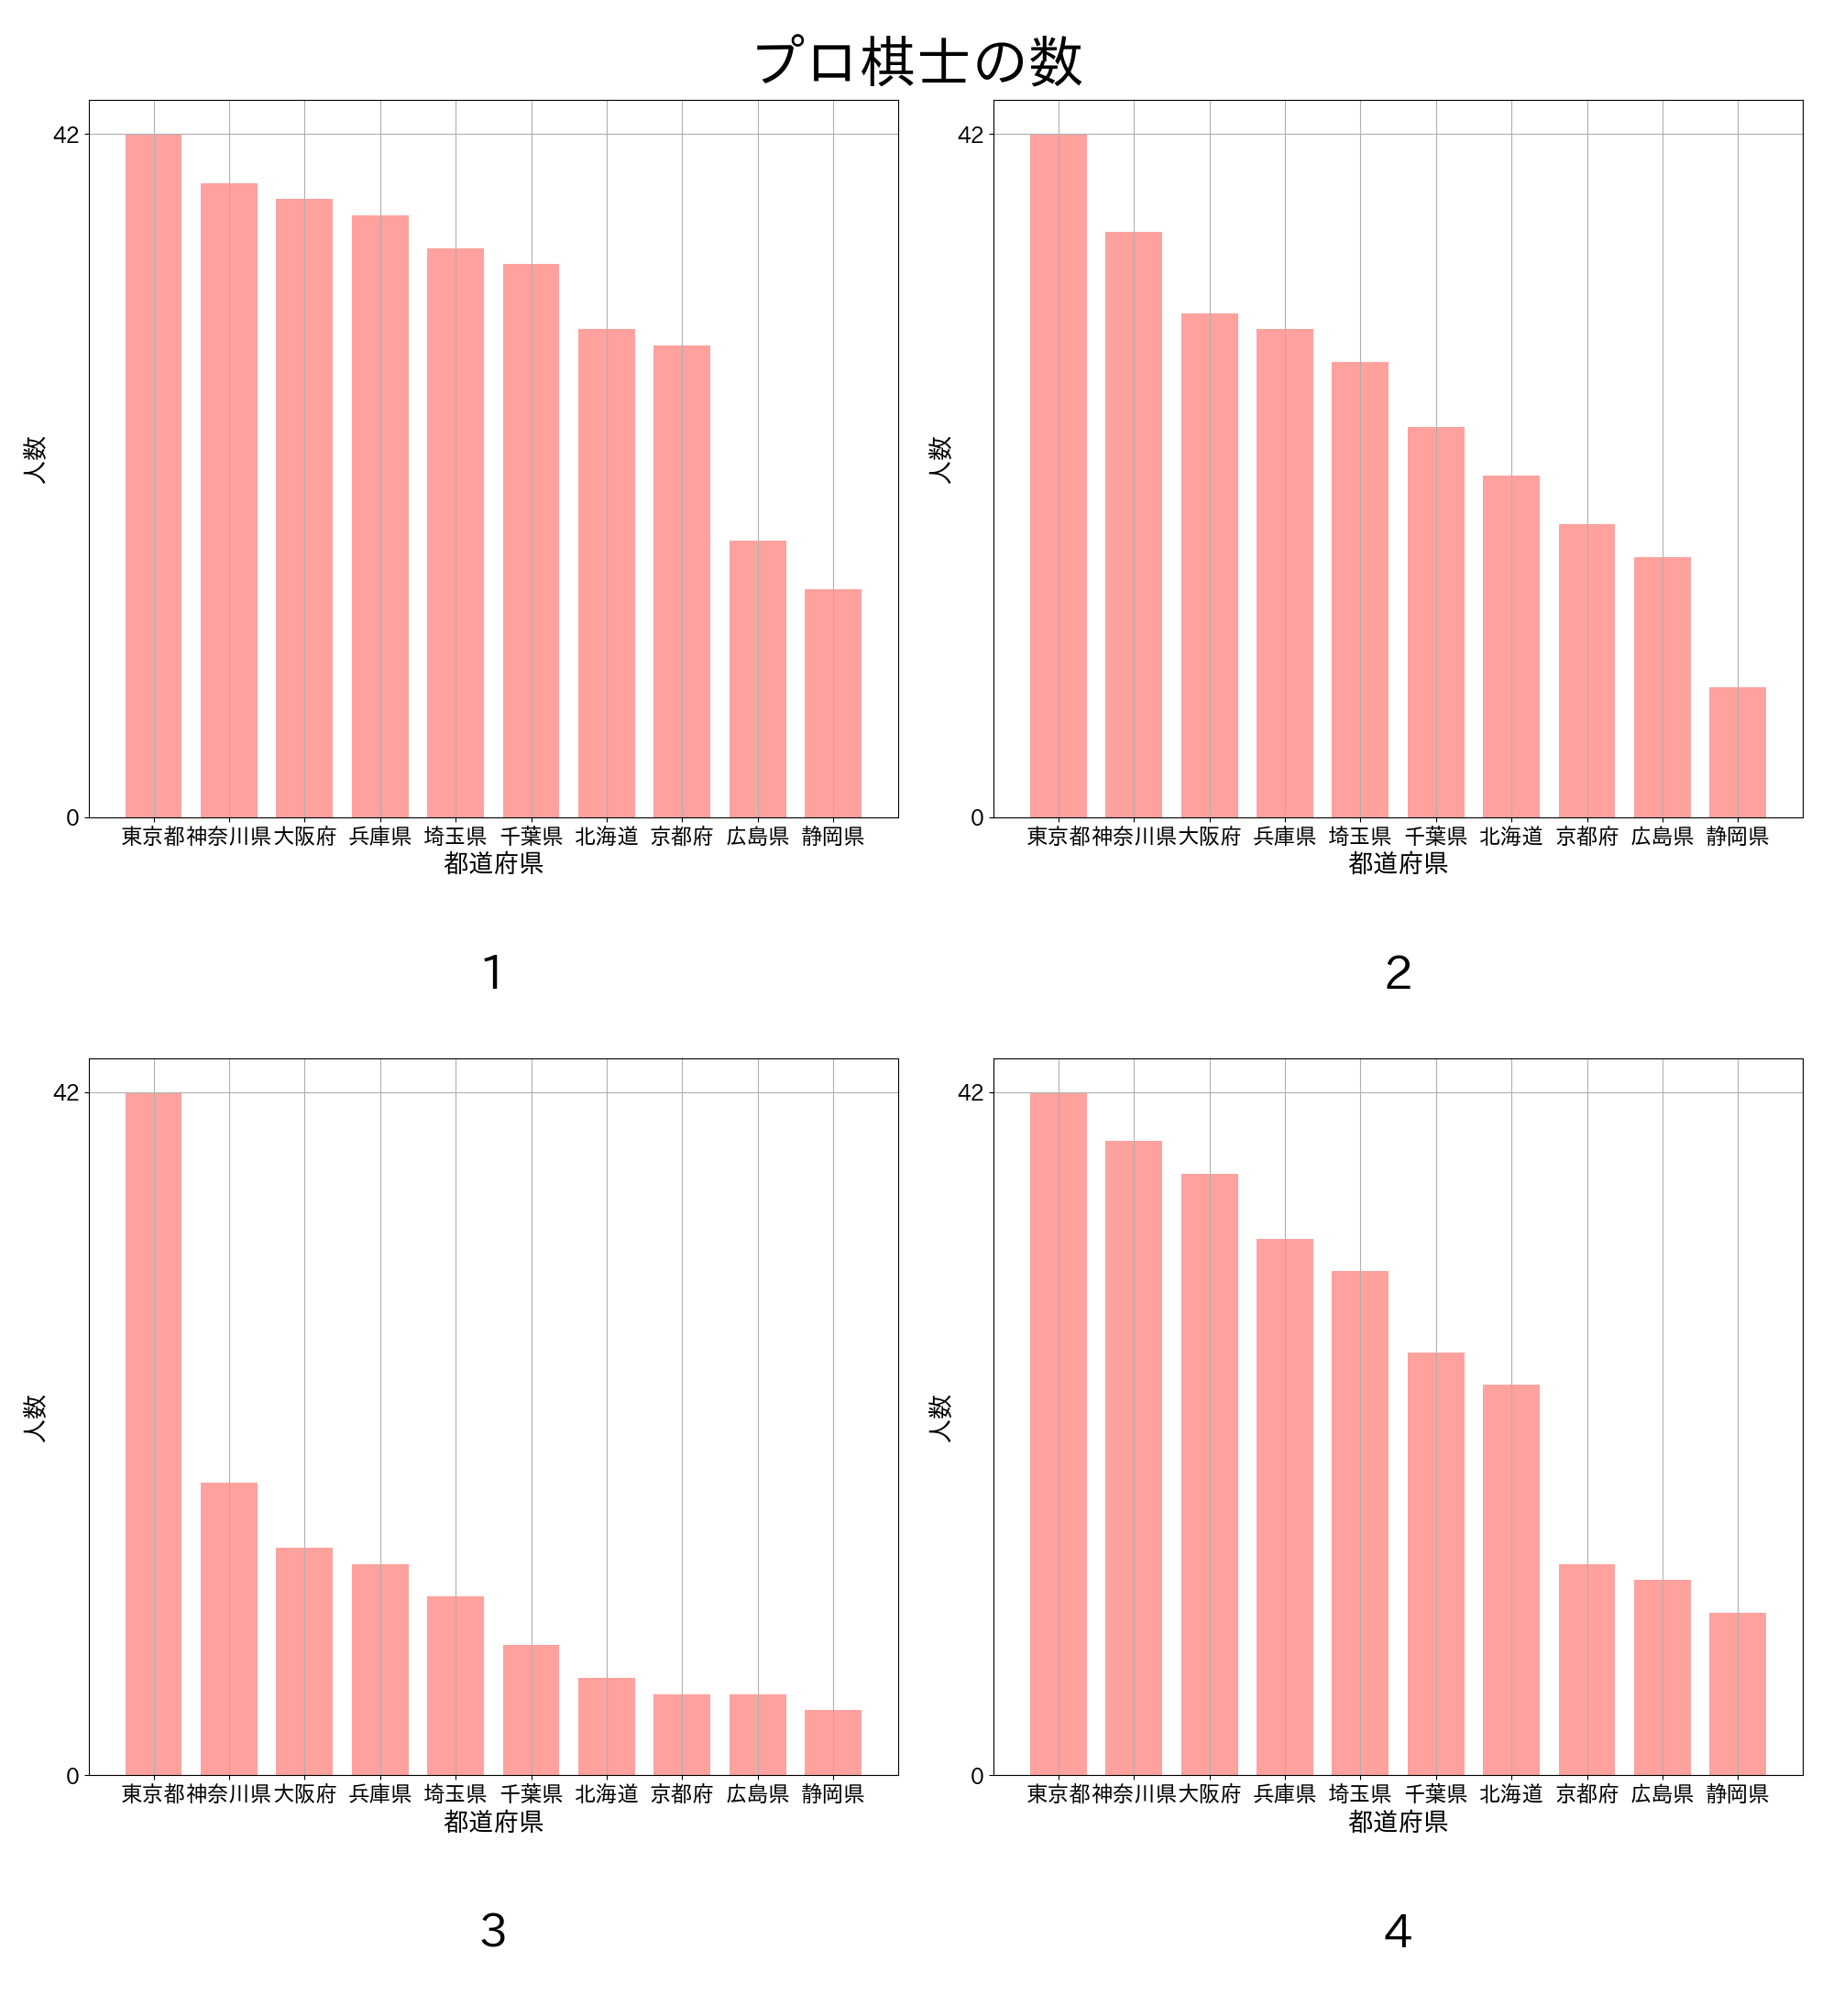 プロ棋士の数
42
0
人数
東京都 神奈川県 大阪府 兵庫県 埼玉県 千葉県 北海道 京都府 広島県 静岡県
都道府県
1
42
0
人数
東京都 神奈川県 大阪府 兵庫県 埼玉県 千葉県 北海道 京都府 広島県 静岡県
都道府県
2
42
0
人数
東京都 神奈川県 大阪府 兵庫県 埼玉県 千葉県 北海道 京都府 広島県 静岡県
都道府県
3
42
0
人数
東京都 神奈川県 大阪府 兵庫県 埼玉県 千葉県 北海道 京都府 広島県 静岡県
都道府県
4